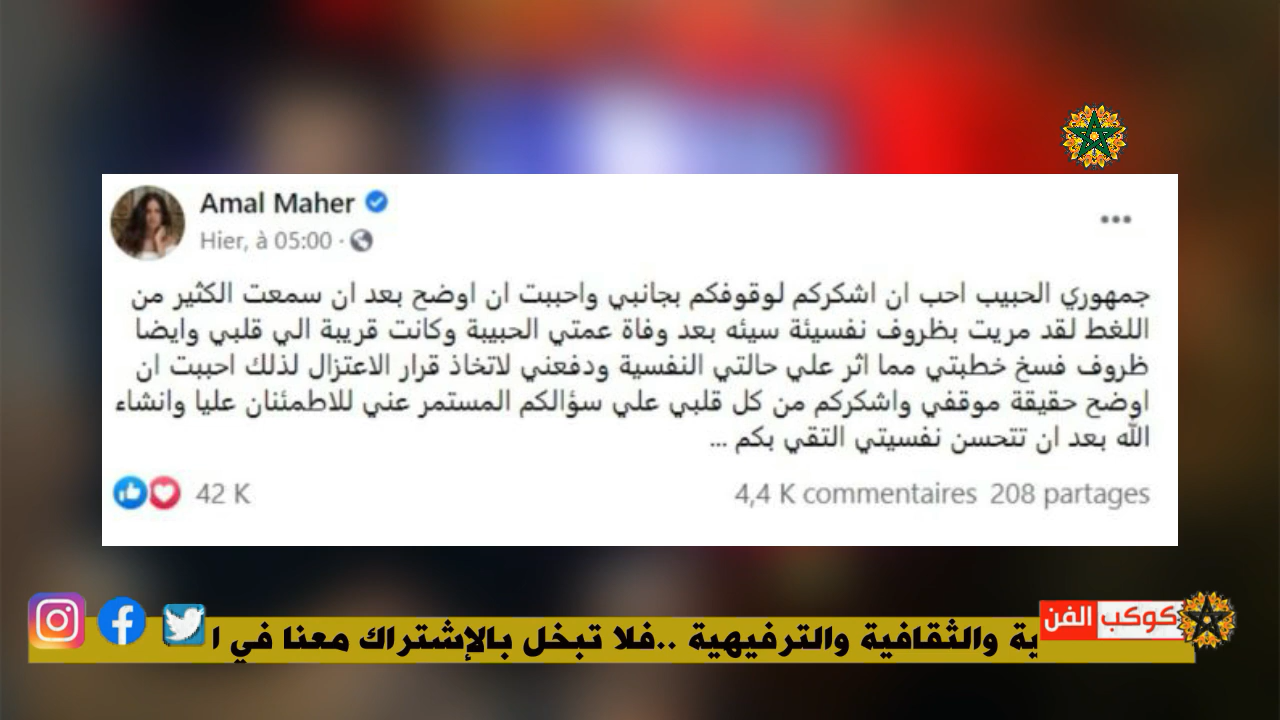 Amal Maher
Hier, à 05:00 ·
جمهوري الحبيب احب ان اشكركم لوقوفكم بجانبي واحببت ان اوضح بعد ان سمعت الكثير من
اللغط لقد مريت بظروف نفسيئة سيئه بعد وفاة عمتي الحبيبة وكانت قريبة الي قلبي وايضا
ظروف فسخ خطبتي مما اثر علي حالتي النفسية ودفعني لاتخاذ قرار الاعتزال لذلك احببت ان
اوضح حقيقة موقفي واشكركم من كل قلبي علي سؤالكم المستمر عني للاطمئنان عليا وانشاء
الله بعد ان تتحسن نفسيتي التقي بكم ...
42 K
4,4 K commentaires 208 partages
كوكب الفن
ية والثقافية والترفيهية ..فلا تبخل بالإشتراك معنا في ا